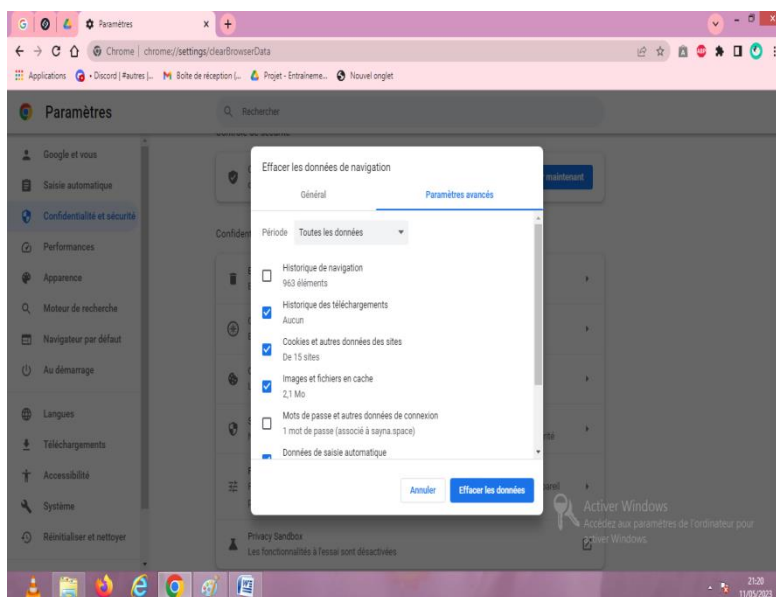 Paramètres
Chrome | chrome://settings/clearBrowserData
Applications
• Discord | #autres |...
Boîte de réception (...
Projet - Entraîneme...
Nouvel onglet
Paramètres
Rechercher
Google et vous
Saisie automatique
Confidentialité et sécurité
Performances
Apparence
Moteur de recherche
Navigateur par défaut
Au démarrage
Langues
Téléchargements
Accessibilité
Système
Réinitialiser et nettoyer
maintenant
Confident
Effacer les données de navigation
Général
Paramètres avancés
Période
Toutes les données
Historique de navigation
963 éléments
Historique des téléchargements
Aucun
Cookies et autres données des sites
De 15 sites
Images et fichiers en cache
2,1 Mo
Mots de passe et autres données de connexion
1 mot de passe (associé à sayna.space)
Données de saisie automatique
Annuler
Effacer les données
Privacy Sandbox
Les fonctionnalités à l'essai sont désactivées
Activer Windows
Accédez aux paramètres de l'ordinateur pour
activer Windows.
21:20
11/05/2023